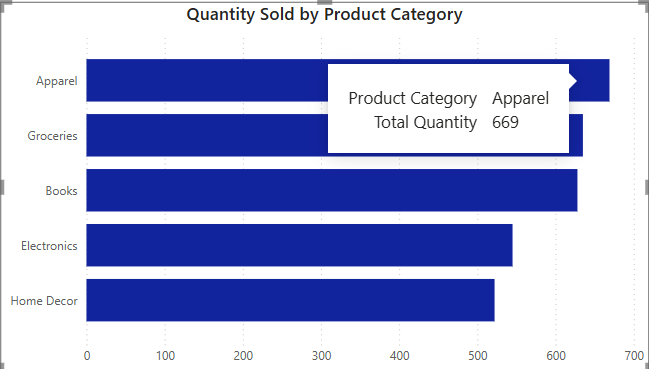 Quantity Sold by Product Category
Apparel
Product Category Apparel
Total Quantity 669
Groceries
Books
Electronics
Home Decor
0 100 200 300 400 500 600 700